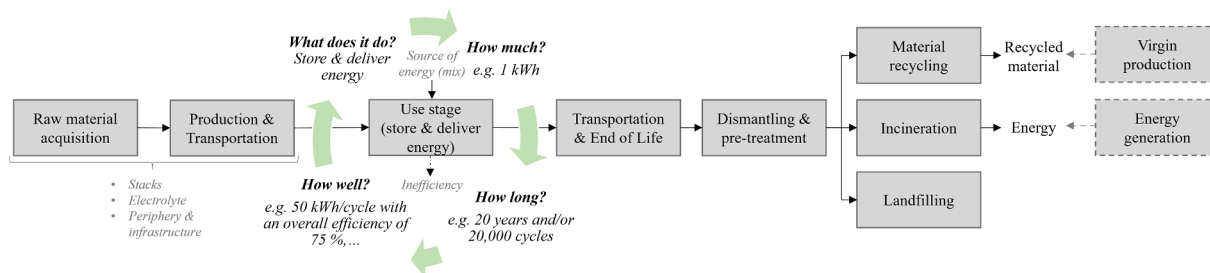 What does it do?
Store & deliver
energy
Source of
energy (mix)
How much?
e.g. 1 kWh
Raw material
acquisition
Production &
Transportation
Use stage
(store & deliver
energy)
Transportation
& End of Life
Dismantling &
pre-treatment
Material
recycling
Recycled
material
Virgin
production
Incineration
Energy
Energy
generation
Landfilling
• Stacks
• Electrolyte
• Periphery &
infrastructure
How well?
e.g. 50 kWh/cycle with
an overall efficiency of
75 %,…
Inefficiency
How long?
e.g. 20 years and/or
20,000 cycles